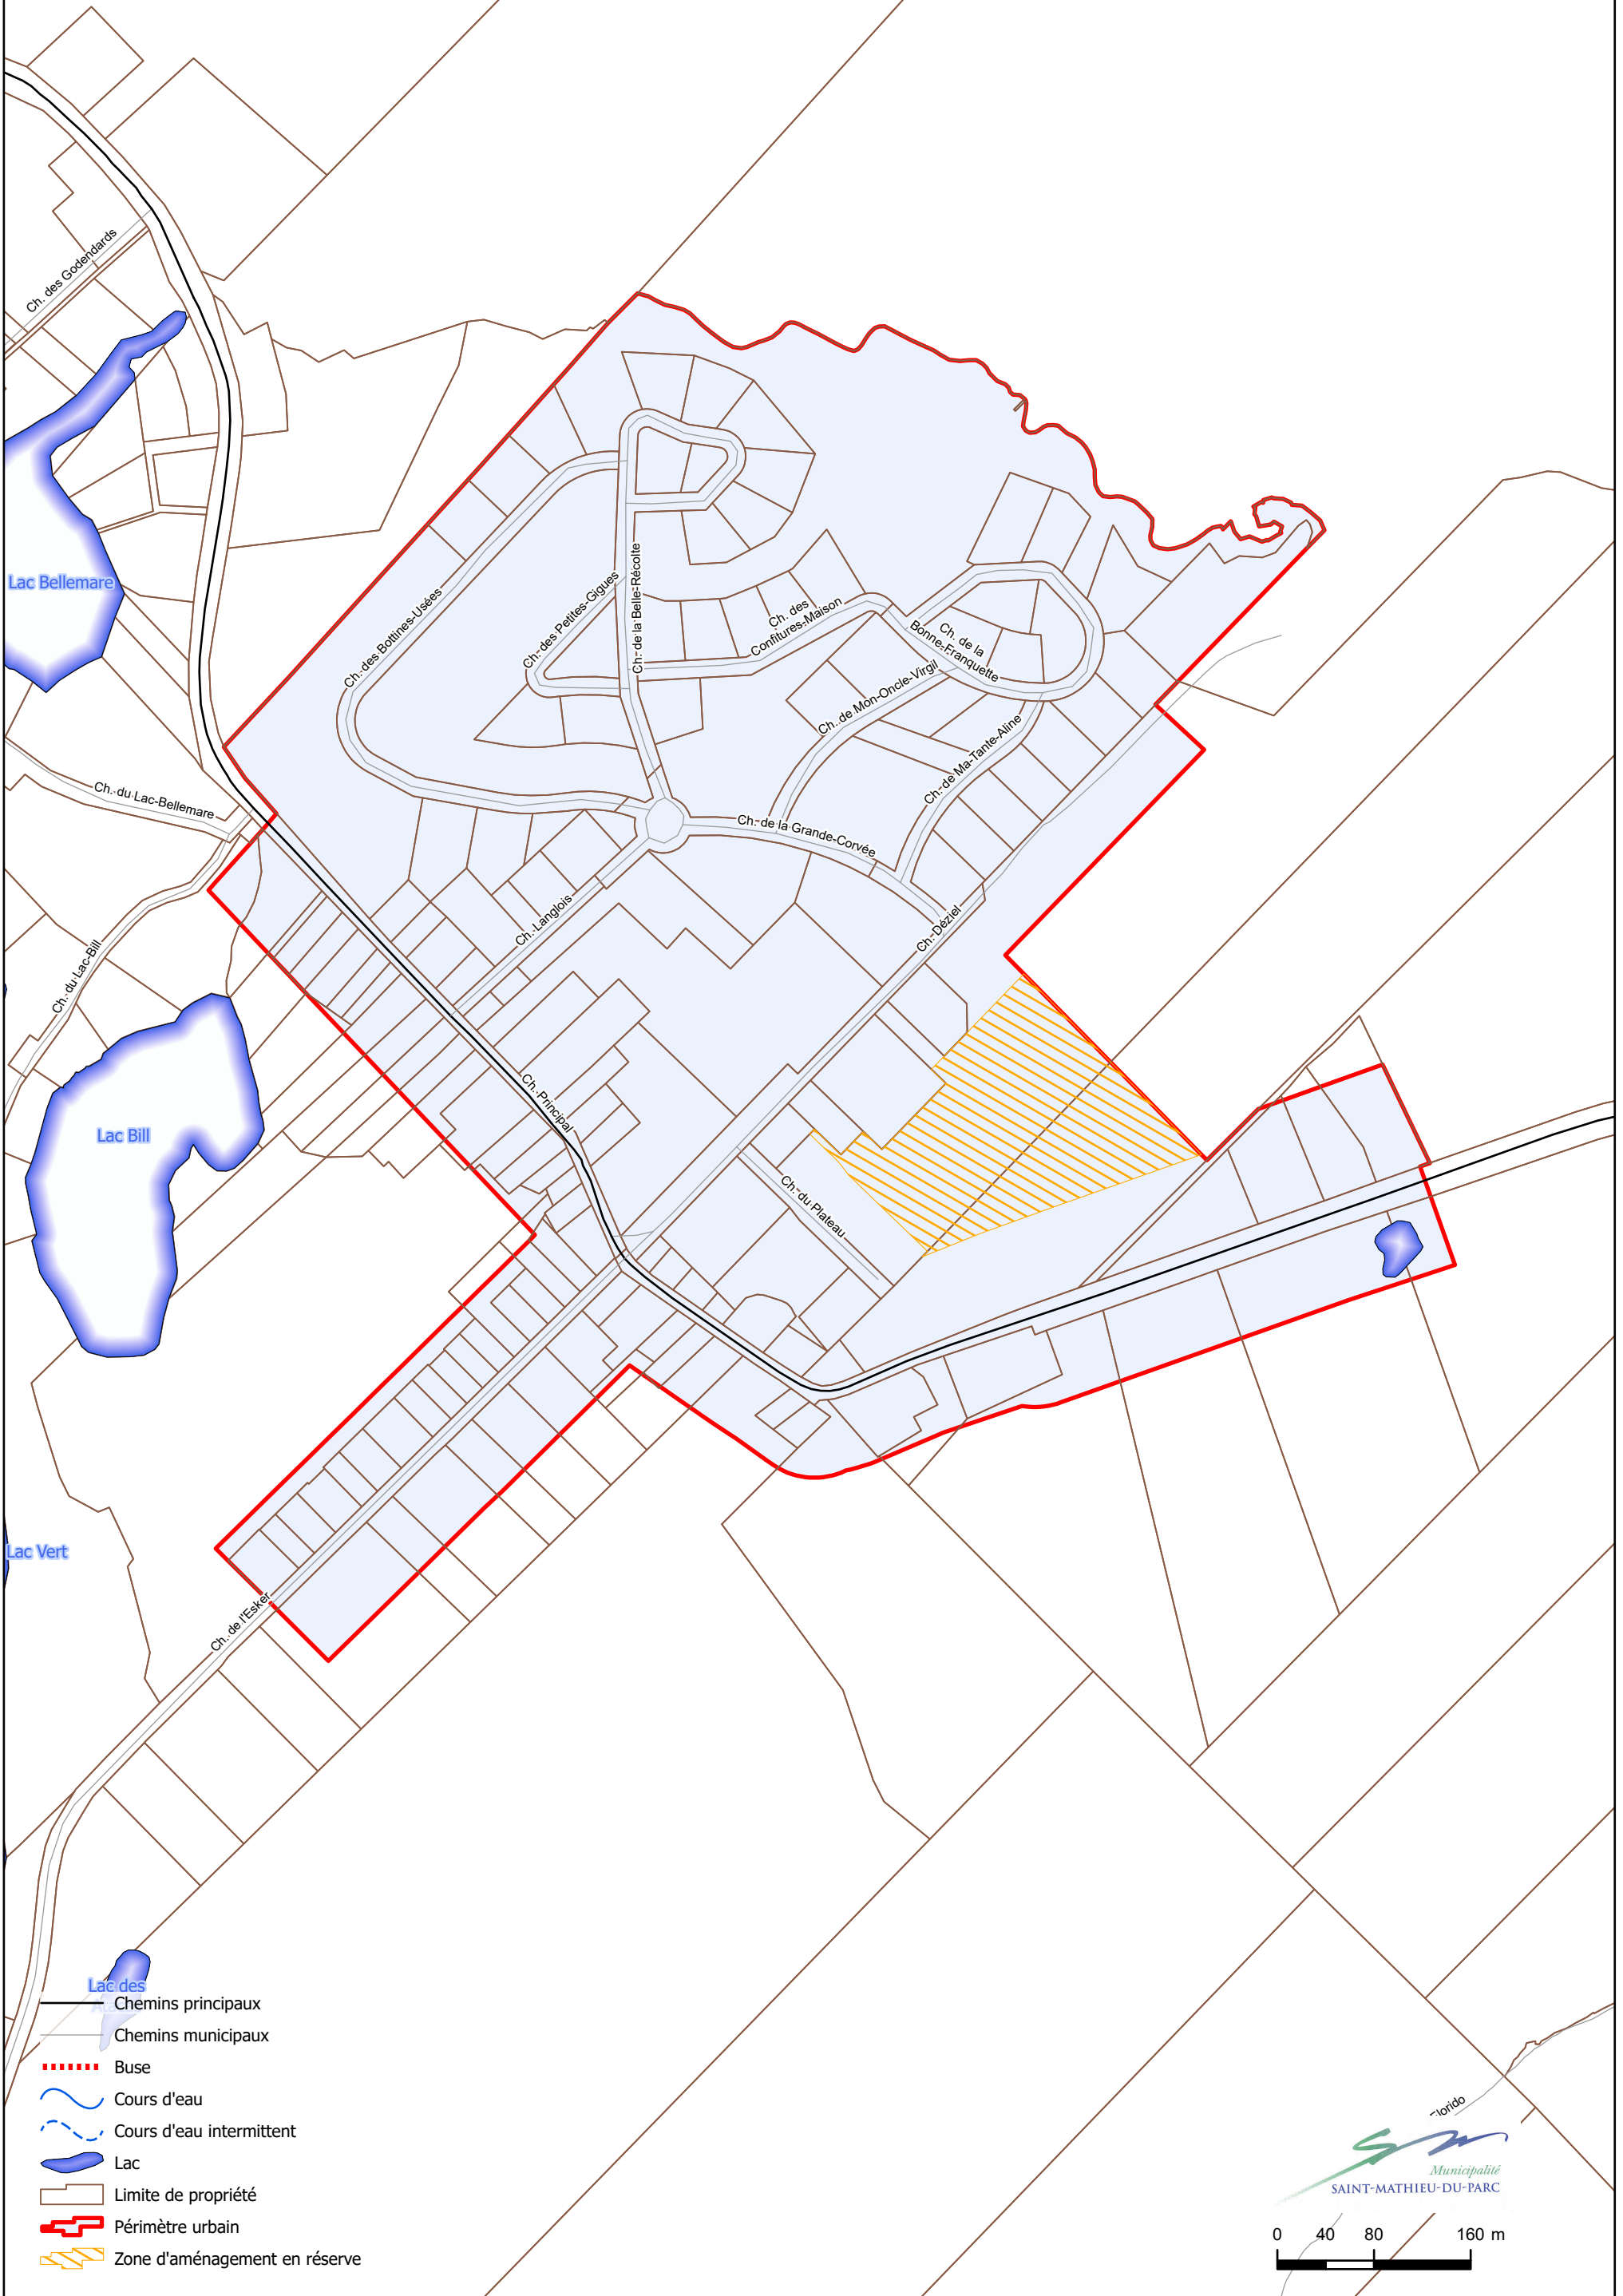 Ch. des Godendards
Lac Bellemare
Ch. des Bottines-Usées
Ch. des Petites-Gigues
Ch. de la Belle-Récolte
Ch. des
Confitures-Maison
Ch. de la
Bonne-Franquette
Ch. de Mon-Oncle-Virgil
Ch. de Ma-Tante-Aline
Ch. du Lac-Bellemare
Ch. de la Grande-Corvée
Ch. Langlois
Ch. Déziel
Ch. du Lac-Bill
Lac Bill
Ch. Principal
Ch. du Plateau
Lac Vert
Ch. de l'Esker
Lac des
Chemins principaux
Chemins municipaux
Buse
Cours d'eau
Cours d'eau intermittent
Lac
Limite de propriété
Périmètre urbain
Zone d'aménagement en réserve
Municipalité
SAINT-MATHIEU-DU-PARC
0 40 80 160 m